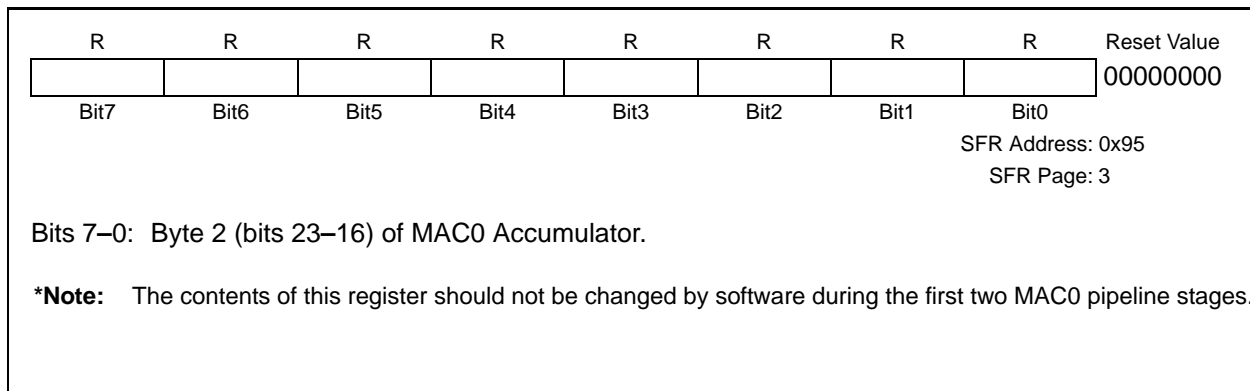 R R R R R R R R Reset Value
00000000
Bit7 Bit6 Bit5 Bit4 Bit3 Bit2 Bit1 Bit0
SFR Address: 0x95
SFR Page: 3
Bits 7–0: Byte 2 (bits 23–16) of MAC0 Accumulator.
*Note: The contents of this register should not be changed by software during the first two MAC0 pipeline stages.